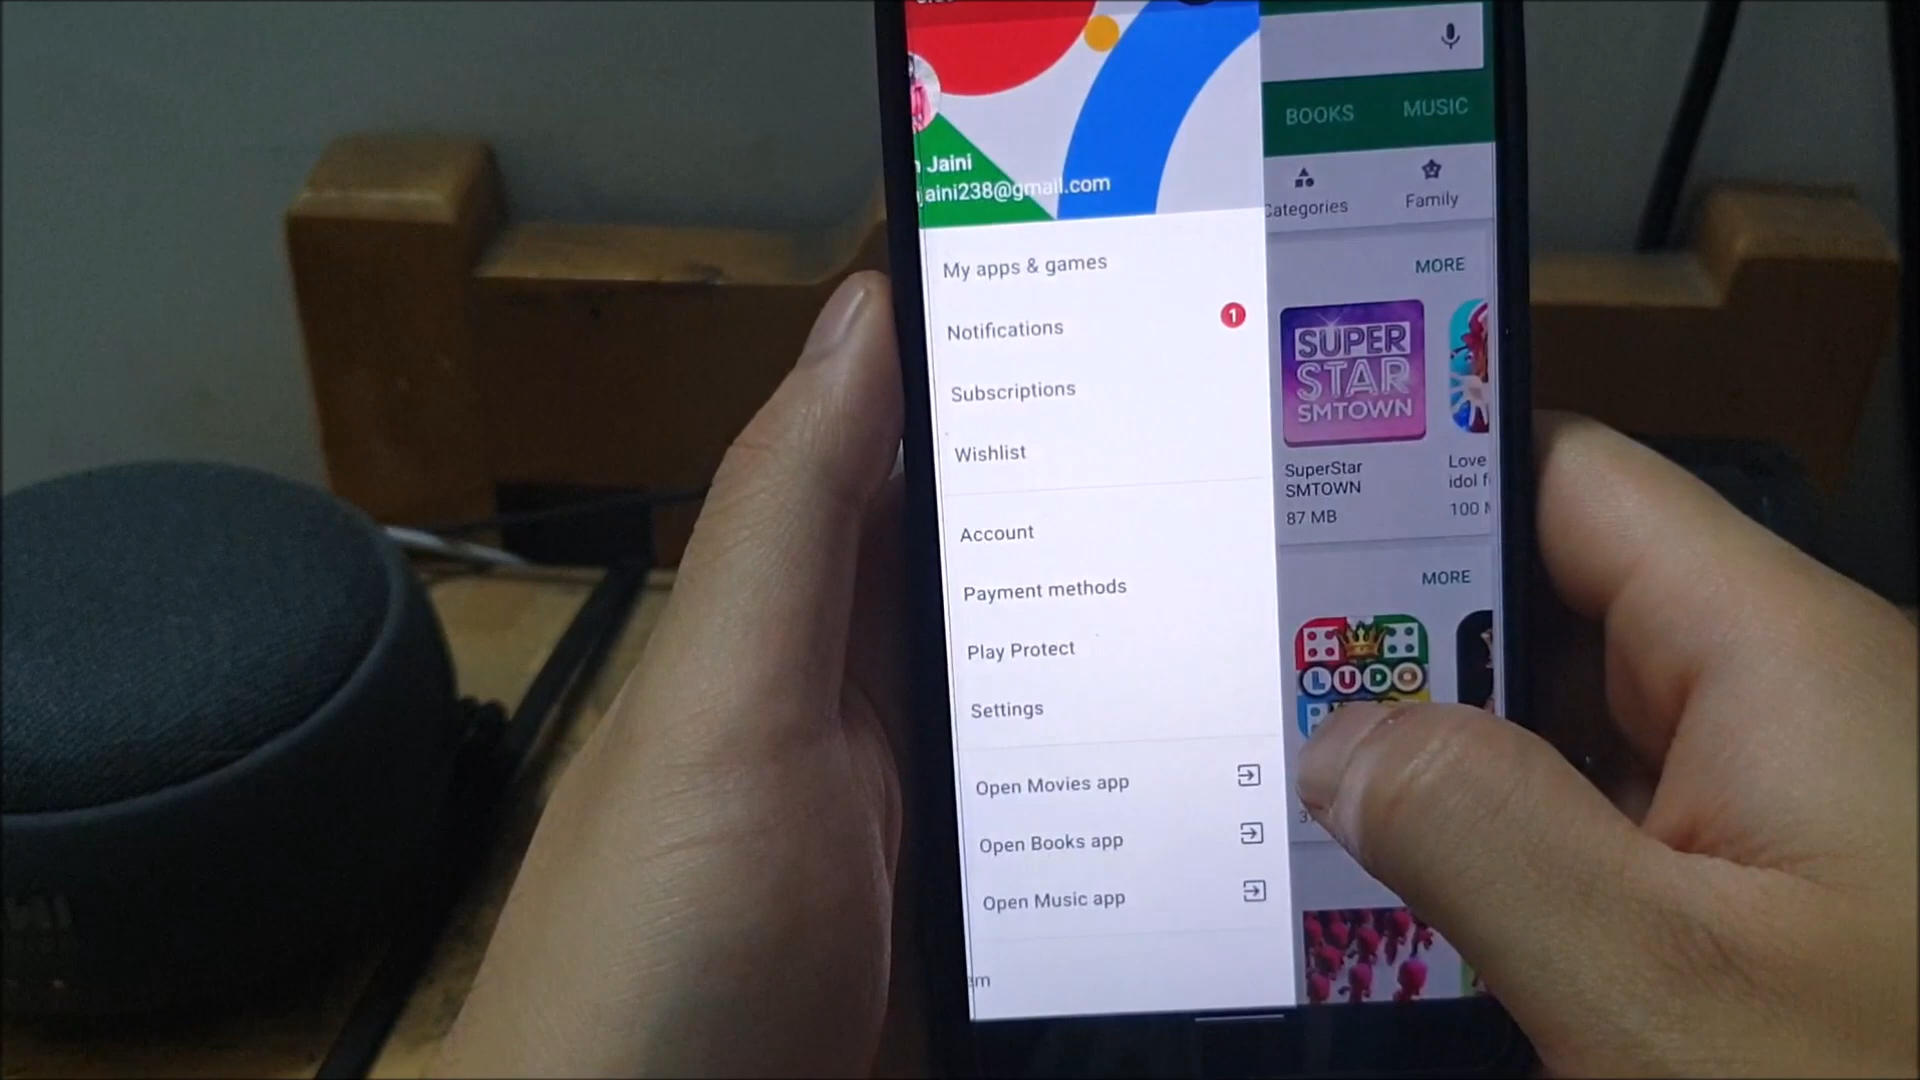 Jaini
jaini238@gmail.com
My apps & games
Notifications
1
Subscriptions
Wishlist
Account
Payment methods
Play Protect
Settings
Open Movies app
Open Books app
Open Music app
BOOKS
MUSIC
Categories
Family
MORE
SUPER
STAR
SMTOWN
SuperStar
SMTOWN
87 MB
Love
idol
100
MORE
LUDO